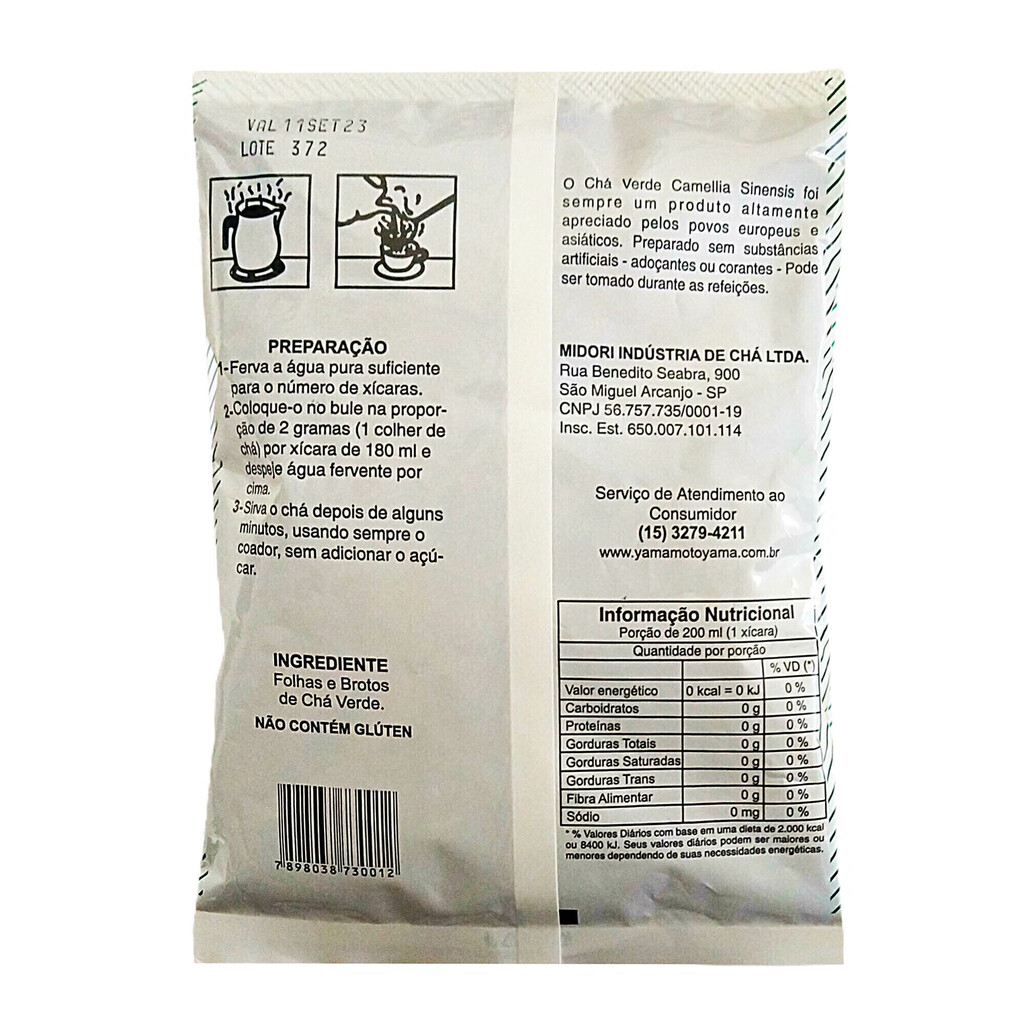 VAL 11SET23
LOTE 372
PREPARAÇÃO
1-Ferva a água pura suficiente
para o número de xícaras.
2-Coloque-o no bule na propor-
ção de 2 gramas (1 colher de
chá) por xícara de 180 ml e
despeje água fervente por
cima.
3-Sirva o chá depois de alguns
minutos, usando sempre o
coador, sem adicionar o açú-
car.
INGREDIENTE
Folhas e Brotos
de Chá Verde.
NÃO CONTÉM GLÚTEN
7 898038 730012
O Chá Verde Camellia Sinensis foi
sempre um produto altamente
apreciado pelos povos europeus e
asiáticos. Preparado sem substâncias
artificiais - adoçantes ou corantes - Pode
ser tomado durante as refeições.
MIDORI INDÚSTRIA DE CHÁ LTDA.
Rua Benedito Seabra, 900
São Miguel Arcanjo - SP
CNPJ 56.757.735/0001-19
Insc. Est. 650.007.101.114
Serviço de Atendimento ao
Consumidor
(15) 3279-4211
www.yamamotoyama.com.br
Informação Nutricional
Porção de 200 ml (1 xícara)
Quantidade por porção
% VD (*)
Valor energético 0 kcal = 0 kJ 0 %
Carboidratos 0 g 0 %
Proteínas 0 g 0 %
Gorduras Totais 0 g 0 %
Gorduras Saturadas 0 g 0 %
Gorduras Trans 0 g 0 %
Fibra Alimentar 0 g 0 %
Sódio 0 mg 0 %
* % Valores Diários com base em uma dieta de 2.000 kcal
ou 8400 kJ. Seus valores diários podem ser maiores ou
menores dependendo de suas necessidades energéticas.